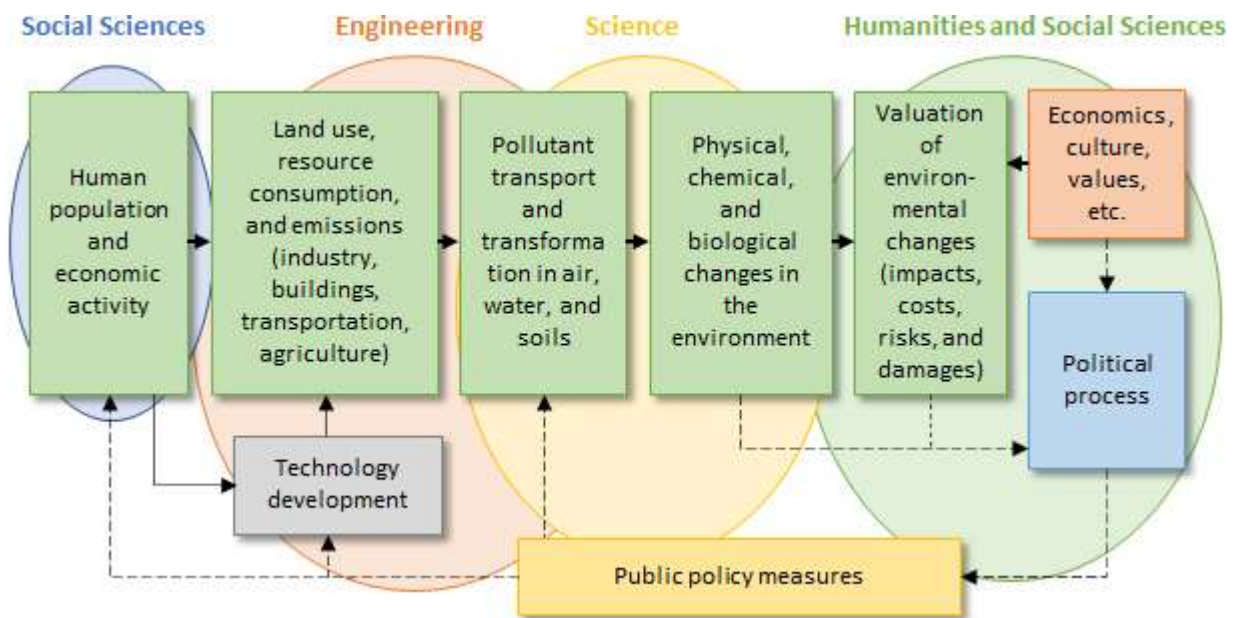 Social Sciences
Engineering
Science
Humanities and Social Sciences
Human
population
and
economic
activity
Land use,
resource
consumption,
and emissions
(industry,
buildings,
transportation,
agriculture)
Pollutant
transport
and
transforma
tion in air,
water, and
soils
Physical,
chemical,
and
biological
changes in
the
environment
Valuation
of
environ-
mental
changes
(impacts,
costs,
risks, and
damages)
Economics,
culture,
values,
etc.
Political
process
Technology
development
Public policy measures